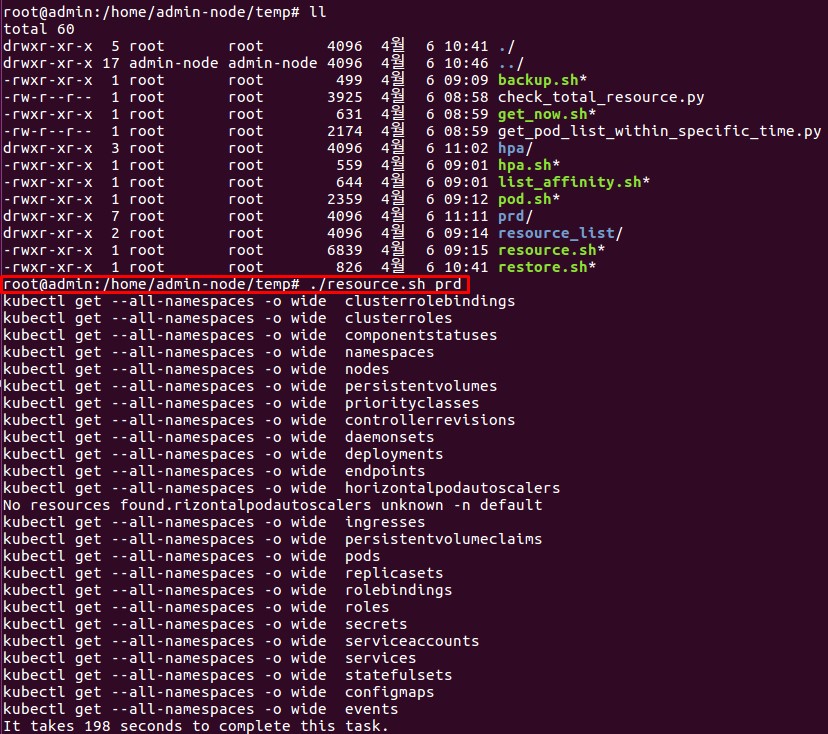 root@admin:/home/admin-node/temp# ll
total 60
drwxr-xr-x  5 root       root       4096  4월  6 10:41 ./
drwxr-xr-x 17 admin-node admin-node 4096  4월  6 10:46 ../
-rwxr-xr-x  1 root       root        499  4월  6 09:09 backup.sh*
-rw-r--r--  1 root       root       3925  4월  6 08:58 check_total_resource.py
-rwxr-xr-x  1 root       root        631  4월  6 08:59 get_now.sh*
-rw-r--r--  1 root       root       2174  4월  6 08:59 get_pod_list_within_specific_time.py
drwxr-xr-x  3 root       root       4096  4월  6 11:02 hpa/
-rwxr-xr-x  1 root       root        559  4월  6 09:01 hpa.sh*
-rwxr-xr-x  1 root       root        644  4월  6 09:01 list_affinity.sh*
-rwxr-xr-x  1 root       root       2359  4월  6 09:12 pod.sh*
drwxr-xr-x  7 root       root       4096  4월  6 11:11 prd/
drwxr-xr-x  2 root       root       4096  4월  6 09:14 resource_list/
-rwxr-xr-x  1 root       root       6839  4월  6 09:15 resource.sh*
-rwxr-xr-x  1 root       root        826  4월  6 10:41 restore.sh*
root@admin:/home/admin-node/temp# ./resource.sh prd
kubectl get --all-namespaces -o wide  clusterrolebindings
kubectl get --all-namespaces -o wide  clusterroles
kubectl get --all-namespaces -o wide  componentstatuses
kubectl get --all-namespaces -o wide  namespaces
kubectl get --all-namespaces -o wide  nodes
kubectl get --all-namespaces -o wide  persistentvolumes
kubectl get --all-namespaces -o wide  priorityclasses
kubectl get --all-namespaces -o wide  controllerrevisions
kubectl get --all-namespaces -o wide  daemonsets
kubectl get --all-namespaces -o wide  deployments
kubectl get --all-namespaces -o wide  endpoints
kubectl get --all-namespaces -o wide  horizontalpodautoscalers
No resources found.rizontalpodautoscalers unknown -n default
kubectl get --all-namespaces -o wide  ingresses
kubectl get --all-namespaces -o wide  persistentvolumeclaims
kubectl get --all-namespaces -o wide  pods
kubectl get --all-namespaces -o wide  replicasets
kubectl get --all-namespaces -o wide  rolebindings
kubectl get --all-namespaces -o wide  roles
kubectl get --all-namespaces -o wide  secrets
kubectl get --all-namespaces -o wide  serviceaccounts
kubectl get --all-namespaces -o wide  services
kubectl get --all-namespaces -o wide  statefulsets
kubectl get --all-namespaces -o wide  configmaps
kubectl get --all-namespaces -o wide  events
It takes 198 seconds to complete this task.